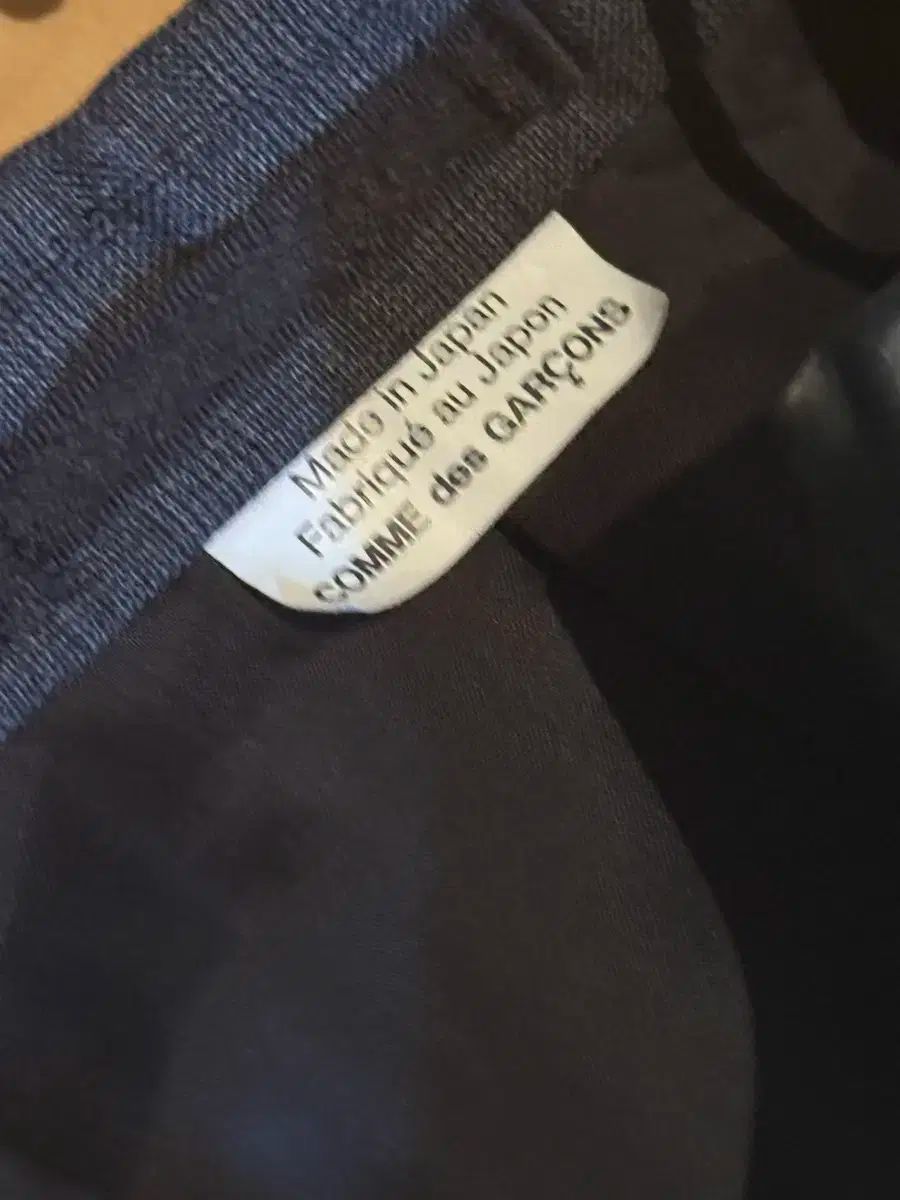 Made in Japan
Fabriqué au Japon
COMME des GARÇONS